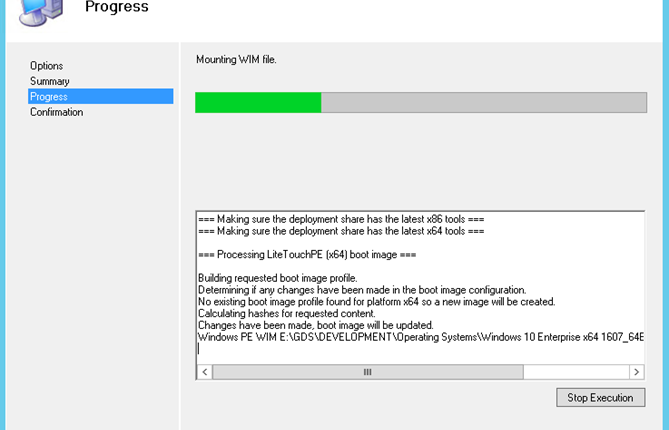 Progress
Options
Summary
Progress
Confirmation
Mounting WIM file.
=== Making sure the deployment share has the latest x86 tools ===
=== Making sure the deployment share has the latest x64 tools ===
=== Processing LiteTouchPE (x64) boot image ===
Building requested boot image profile.
Determining if any changes have been made in the boot image configuration.
No existing boot image profile found for platform x64 so a new image will be created.
Calculating hashes for requested content.
Changes have been made, boot image will be updated.
Windows PE WIM E:\GDS\DEVELOPMENT\Operating Systems\Windows 10 Enterprise x64 1607_64E
Stop Execution